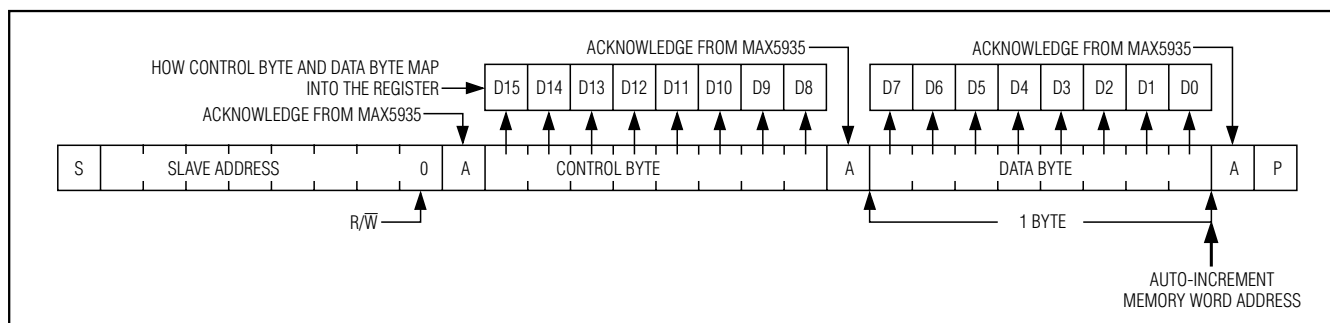 ACKNOWLEDGE FROM MAX5935 ACKNOWLEDGE FROM MAX5935
HOW CONTROL BYTE AND DATA BYTE MAP
INTO THE REGISTER
D15 D14 D13 D12 D11 D10 D9 D8 D7 D6 D5 D4 D3 D2 D1 D0
ACKNOWLEDGE FROM MAX5935
S SLAVE ADDRESS 0 A CONTROL BYTE A DATA BYTE A P
R/W̅ 1 BYTE
AUTO-INCREMENT
MEMORY WORD ADDRESS